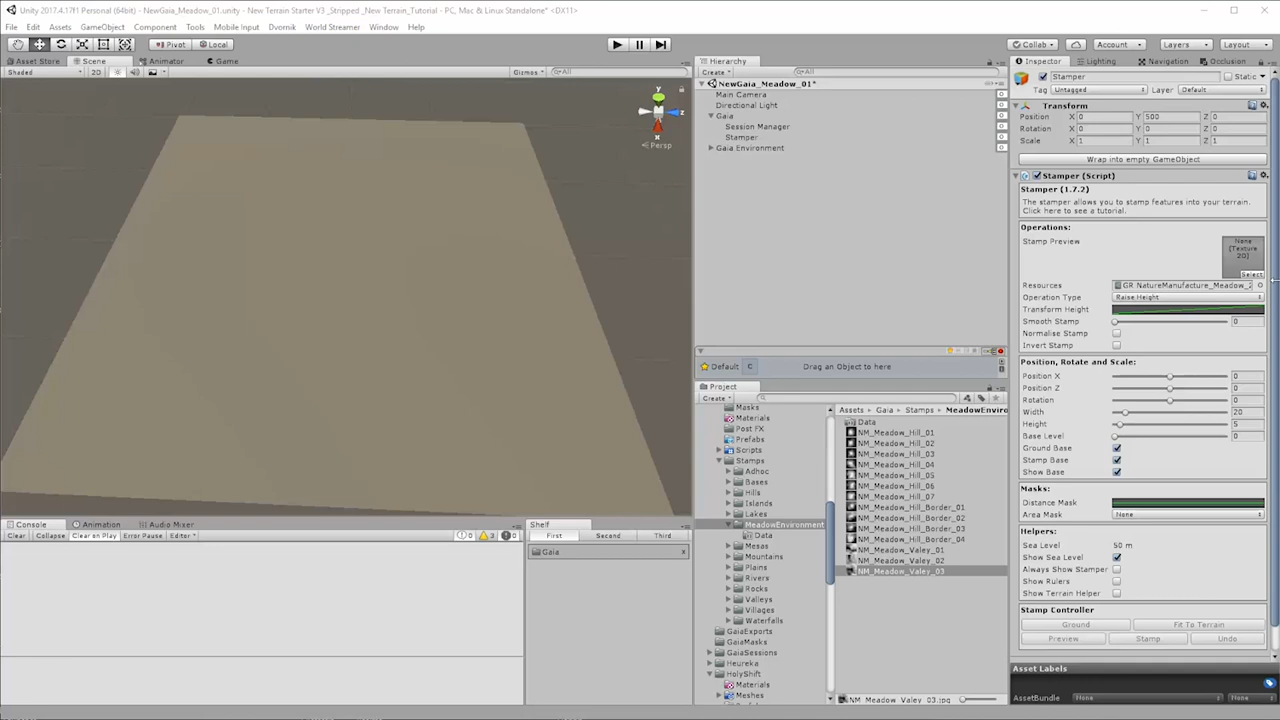 Unity 2017.4.17f1 Personal (64bit) - NewGaia_Meadow_01.unity - New Terrain Starter V3 _Stripped _New Terrain_Tutorial - PC, Mac & Linux Standalone* <DX11>
File Edit Assets GameObject Component Tools Mobile Input Dvornik World Streamer Window Help
Pivot Local Collab Account Layers Layout
Asset Store Scene Animator Game
Shaded 2D Gizmos All
y
z
x
Persp
Hierarchy
Create All
NewGaia_Meadow_01*
Main Camera
Directional Light
Gaia
Session Manager
Stamper
Gaia Environment
Default C Drag an Object to here
Project
Create
Masks
Materials
Post FX
Prefabs
Scripts
Stamps
Adhoc
Bases
Hills
Islands
Lakes
MeadowEnvironment
Data
Mesas
Mountains
Plains
Rivers
Rocks
Valleys
Villages
Waterfalls
GaiaExports
GaiaMasks
GaiaSessions
Heureka
HolyShift
Materials
Meshes
Assets Gaia Stamps MeadowEnviro
Data
NM_Meadow_Hill_01
NM_Meadow_Hill_02
NM_Meadow_Hill_03
NM_Meadow_Hill_04
NM_Meadow_Hill_05
NM_Meadow_Hill_06
NM_Meadow_Hill_07
NM_Meadow_Hill_Border_01
NM_Meadow_Hill_Border_02
NM_Meadow_Hill_Border_03
NM_Meadow_Hill_Border_04
NM_Meadow_Valey_01
NM_Meadow_Valey_02
NM_Meadow_Valey_03
NM_Meadow_Valey_03.jpg
Console Animation Audio Mixer
Clear Collapse Clear on Play Error Pause Editor 0 3 0
Shelf
First Second Third
Gaia x
Inspector Lighting Navigation Occlusion
Stamper Static
Tag Untagged Layer Default
Transform
Position X 0 Y 500 Z 0
Rotation X 0 Y 0 Z 0
Scale X 1 Y 1 Z 1
Wrap into empty GameObject
Stamper (Script)
Stamper (1.7.2)
The stamper allows you to stamp features into your terrain.
Click here to see a tutorial.
Operations:
Stamp Preview
None
(Texture
2D)
Select
Resources GR NatureManufacture_Meadow_2
Operation Type Raise Height
Transform Height
Smooth Stamp 0
Normalise Stamp
Invert Stamp
Position, Rotate and Scale:
Position X 0
Position Z 0
Rotation 0
Width 20
Height 5
Base Level 0
Ground Base
Stamp Base
Show Base
Masks:
Distance Mask
Area Mask None
Helpers:
Sea Level 50 m
Show Sea Level
Always Show Stamper
Show Rulers
Show Terrain Helper
Stamp Controller
Ground Fit To Terrain
Preview Stamp Undo
Asset Labels
AssetBundle None None